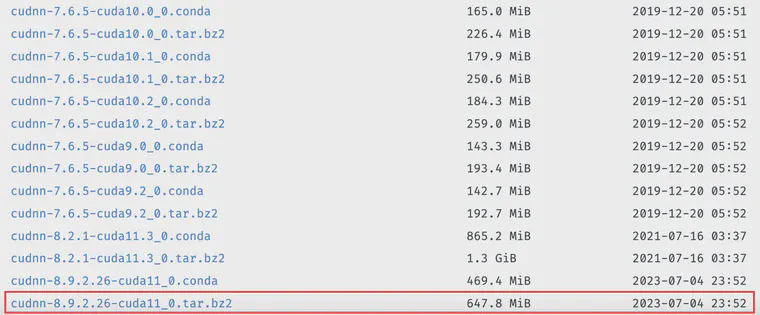 cudnn-7.6.5-cuda10.0_0.conda 165.0 MiB 2019-12-20 05:51
cudnn-7.6.5-cuda10.0_0.tar.bz2 226.4 MiB 2019-12-20 05:51
cudnn-7.6.5-cuda10.1_0.conda 179.9 MiB 2019-12-20 05:51
cudnn-7.6.5-cuda10.1_0.tar.bz2 250.6 MiB 2019-12-20 05:51
cudnn-7.6.5-cuda10.2_0.conda 184.3 MiB 2019-12-20 05:51
cudnn-7.6.5-cuda10.2_0.tar.bz2 259.0 MiB 2019-12-20 05:52
cudnn-7.6.5-cuda9.0_0.conda 143.3 MiB 2019-12-20 05:52
cudnn-7.6.5-cuda9.0_0.tar.bz2 193.4 MiB 2019-12-20 05:52
cudnn-7.6.5-cuda9.2_0.conda 142.7 MiB 2019-12-20 05:52
cudnn-7.6.5-cuda9.2_0.tar.bz2 192.7 MiB 2019-12-20 05:52
cudnn-8.2.1-cuda11.3_0.conda 865.2 MiB 2021-07-16 03:37
cudnn-8.2.1-cuda11.3_0.tar.bz2 1.3 GiB 2021-07-16 03:37
cudnn-8.9.2.26-cuda11_0.conda 469.4 MiB 2023-07-04 23:52
cudnn-8.9.2.26-cuda11_0.tar.bz2 647.8 MiB 2023-07-04 23:52